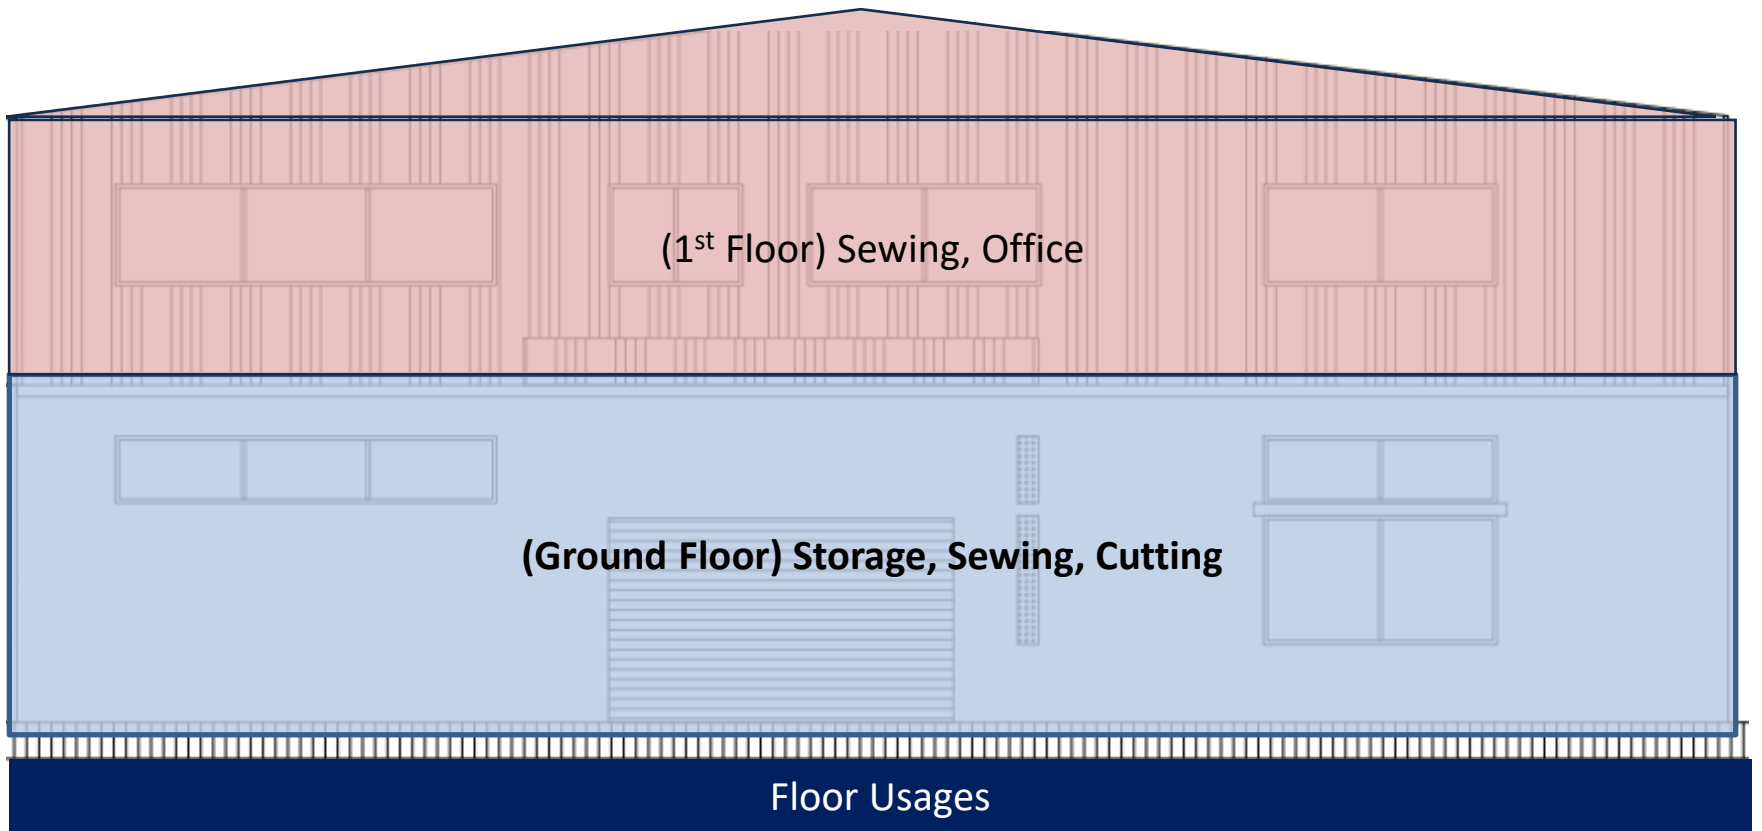 (1st Floor) Sewing, Office
(Ground Floor) Storage, Sewing, Cutting
Floor Usages